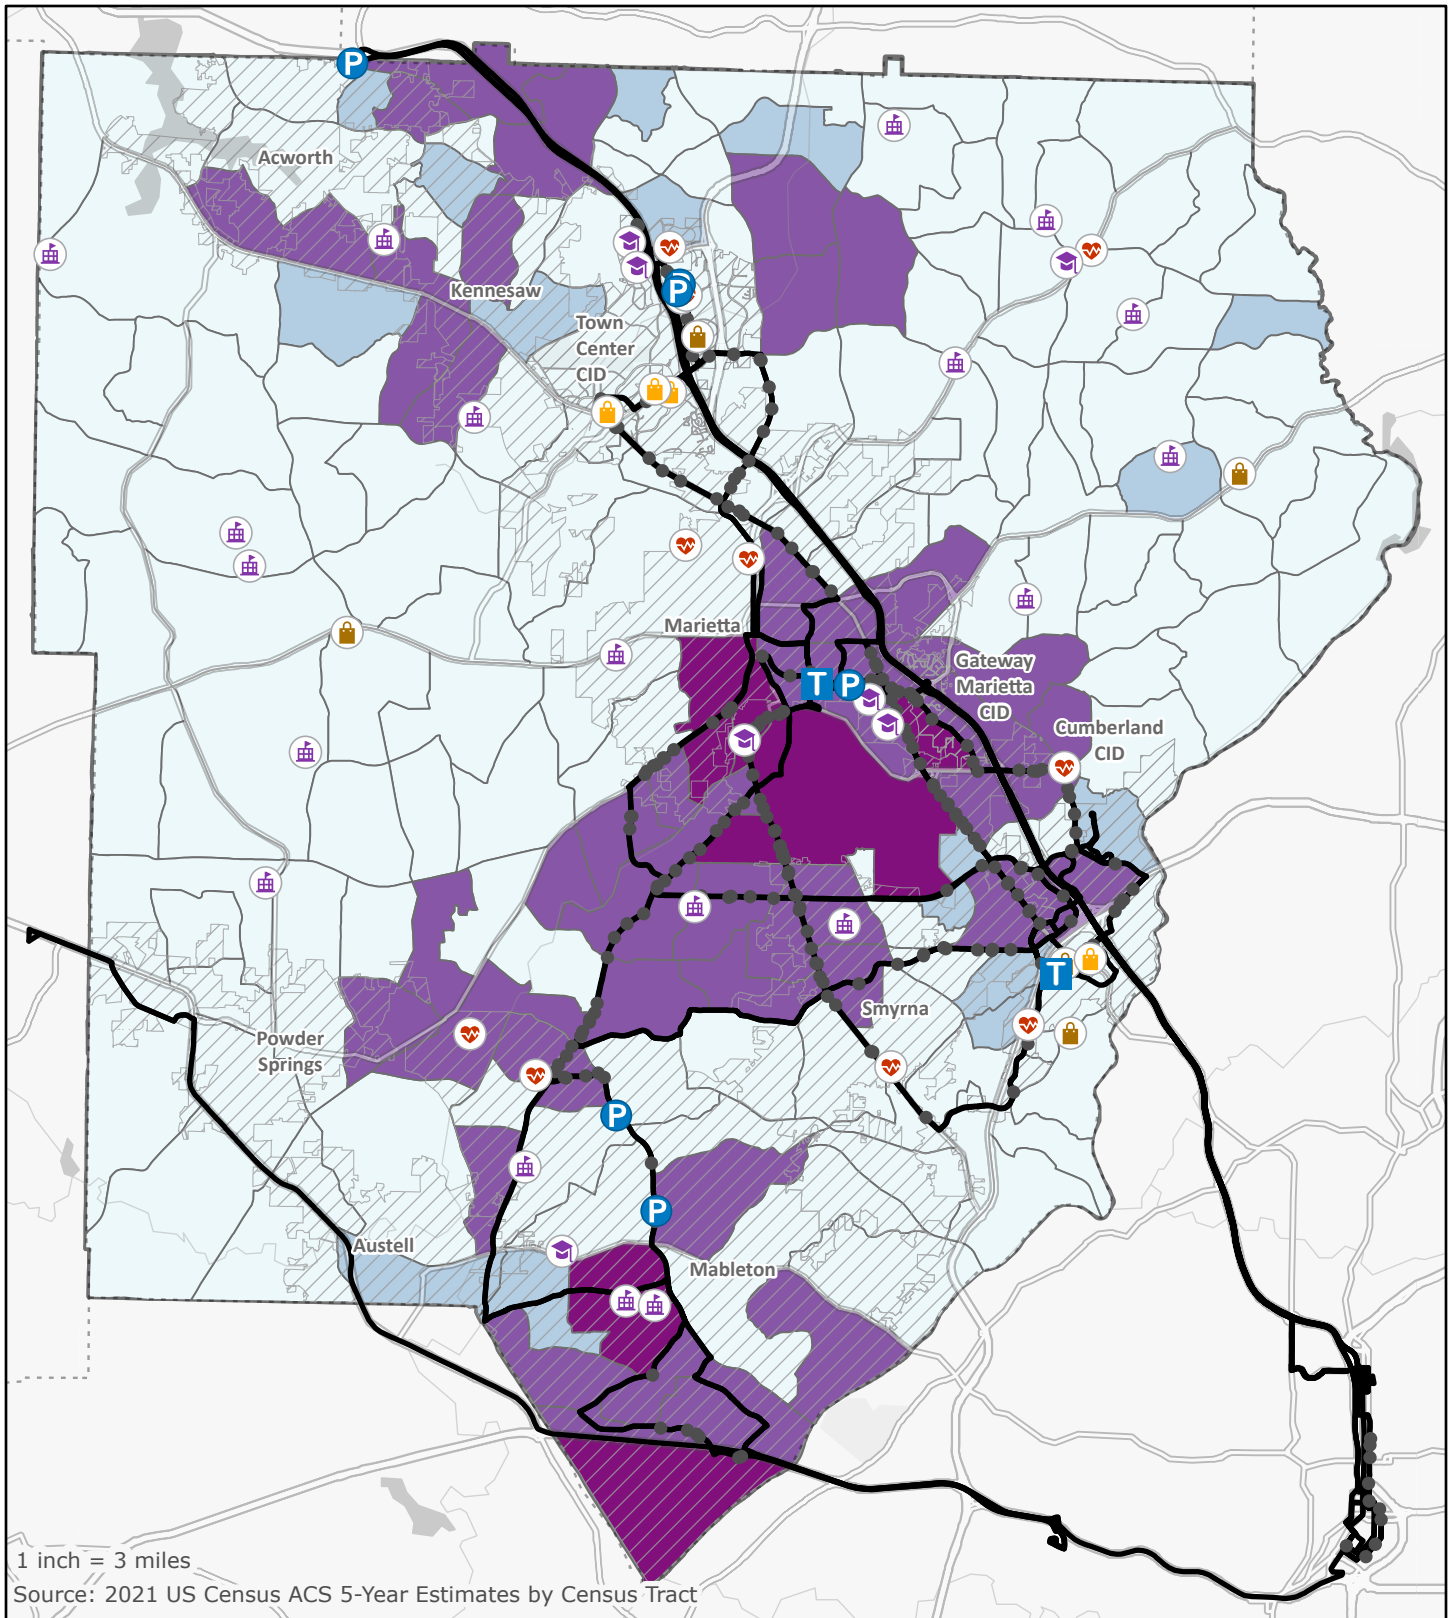 P
Acworth
Kennesaw
P
Town
Center
CID
Marietta
T
P
Gateway
Marietta
CID
Cumberland
CID
T
Smyrna
Powder
Springs
P
P
Austell
Mableton
1 inch = 3 miles
Source: 2021 US Census ACS 5-Year Estimates by Census Tract